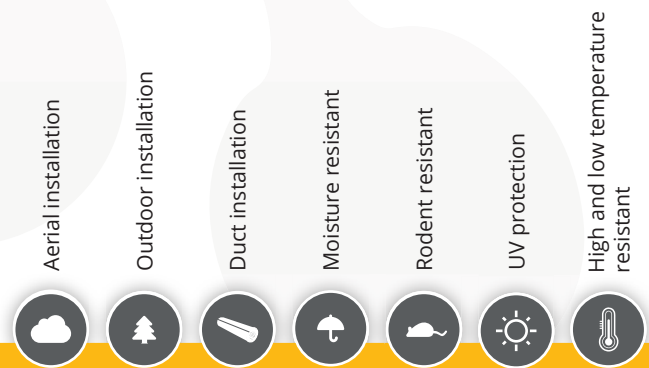 Aerial installation
Outdoor installation
Duct installation
Moisture resistant
Rodent resistant
UV protection
High and low temperature
resistant